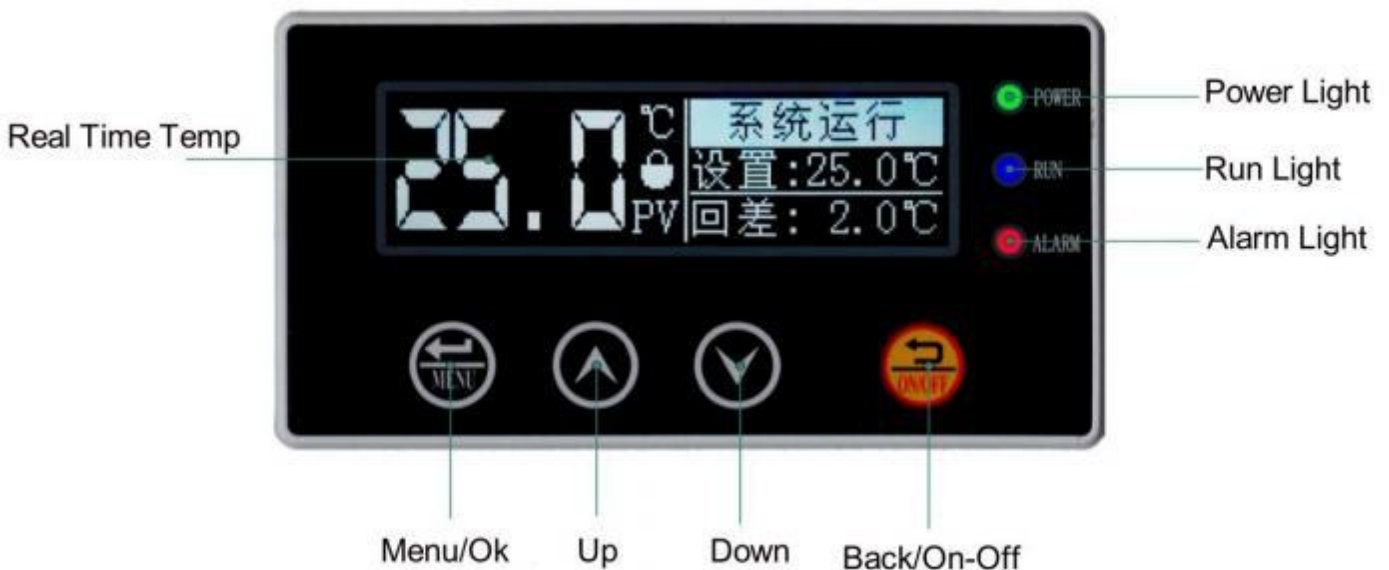 Real Time Temp
25.0
℃
PV
系统运行
设置:25.0℃
回差: 2.0℃
POWER
Power Light
RUN
Run Light
ALARM
Alarm Light
MENU
ON/OFF
Menu/Ok
Up
Down
Back/On-Off